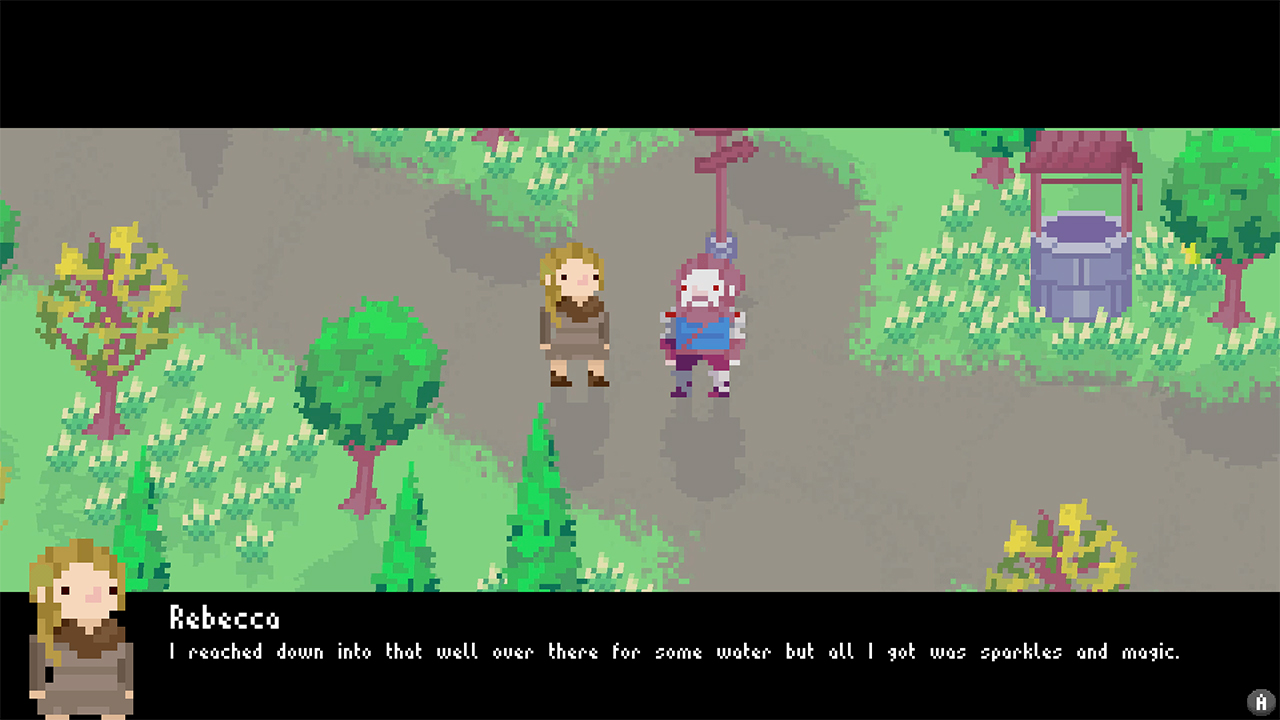 Rebecca
I reached down into that well over there for some water but all I got was sparkles and magic.
A